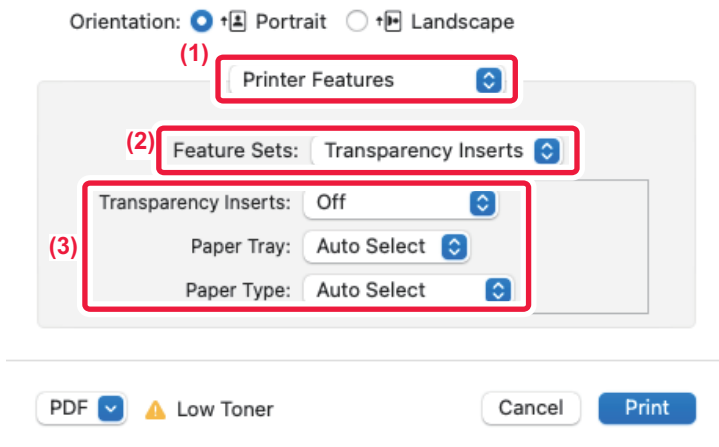 Orientation: Portrait Landscape
(1)
Printer Features
(2) Feature Sets: Transparency Inserts
Transparency Inserts: Off
(3) Paper Tray: Auto Select
Paper Type: Auto Select
PDF Low Toner Cancel Print